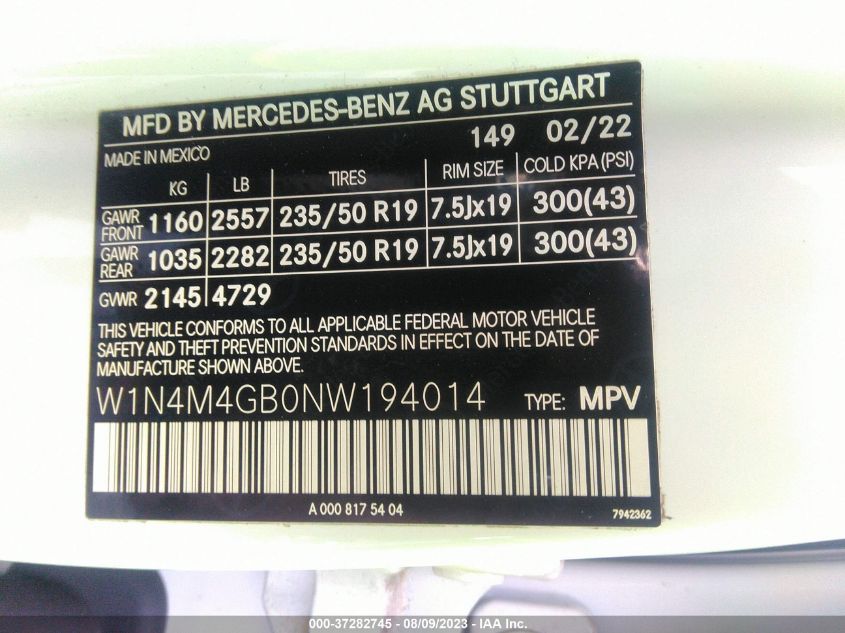 MFD BY MERCEDES-BENZ AG STUTTGART
149 02/22
MADE IN MEXICO
KG LB TIRES RIM SIZE COLD KPA (PSI)
GAWR FRONT 1160 2557 235/50 R19 7.5Jx19 300(43)
GAWR REAR 1035 2282 235/50 R19 7.5Jx19 300(43)
GVWR 2145 4729
THIS VEHICLE CONFORMS TO ALL APPLICABLE FEDERAL MOTOR VEHICLE
SAFETY AND THEFT PREVENTION STANDARDS IN EFFECT ON THE DATE OF
MANUFACTURE SHOWN ABOVE.
W1N4M4GB0NW194014 TYPE: MPV
A 000 817 54 04
7942362
000-37282745 - 08/09/2023 - IAA Inc.